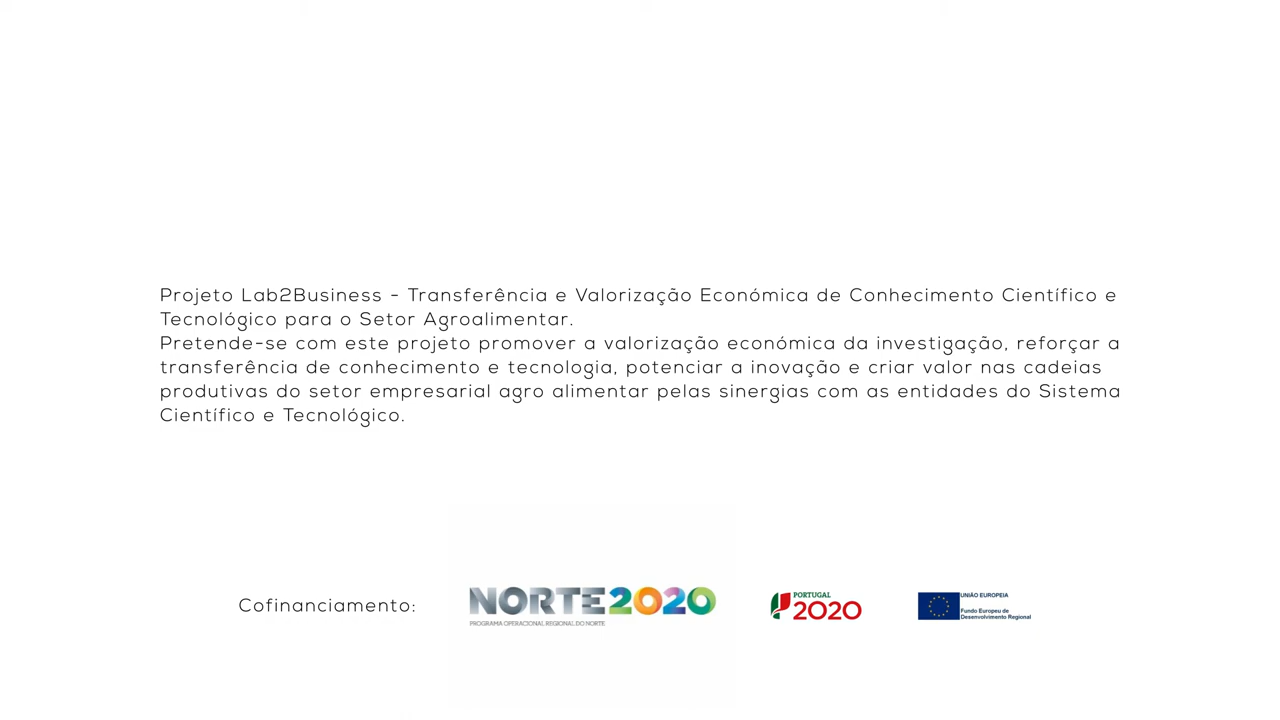 Projeto Lab2Business - Transferência e Valorização Económica de Conhecimento Científico e
Tecnológico para o Setor Agroalimentar.
Pretende-se com este projeto promover a valorização económica da investigação, reforçar a
transferência de conhecimento e tecnologia, potenciar a inovação e criar valor nas cadeias
produtivas do setor empresarial agro alimentar pelas sinergias com as entidades do Sistema
Científico e Tecnológico.
Cofinanciamento:
NORTE2020
PROGRAMA OPERACIONAL REGIONAL DO NORTE
PORTUGAL
2020
UNIÃO EUROPEIA
Fundo Europeu de
Desenvolvimento Regional